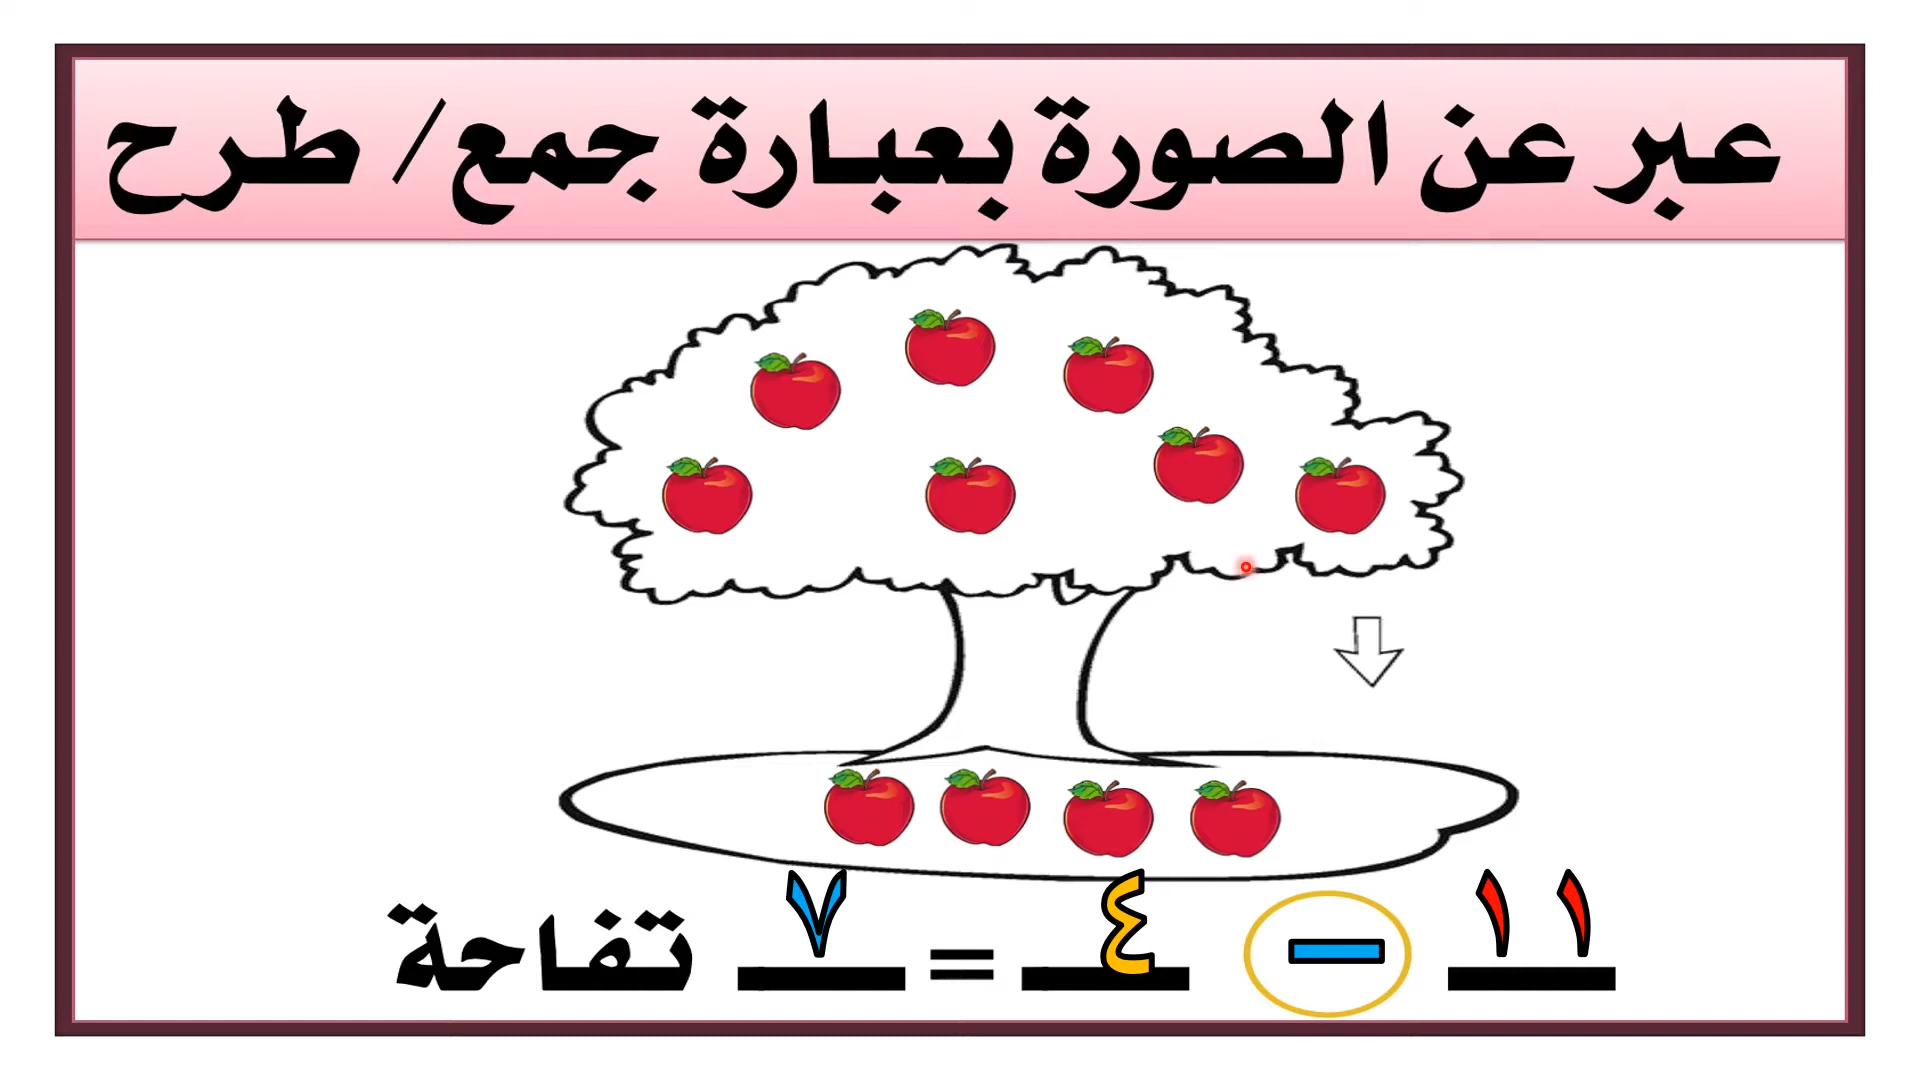 عبر عن الصورة بعبارة جمع/ طرح
١١ - ٤ = ٧ تفاحة